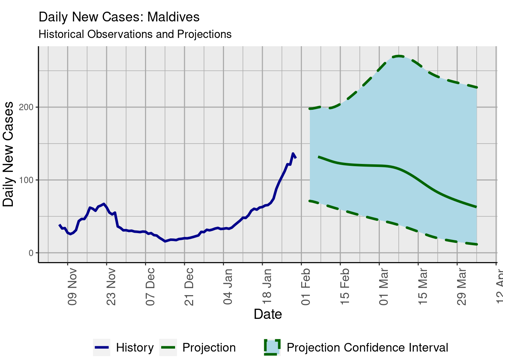 Daily New Cases: Maldives
Historical Observations and Projections
Daily New Cases
200
100
0
09 Nov
23 Nov
07 Dec
21 Dec
04 Jan
18 Jan
01 Feb
15 Feb
01 Mar
15 Mar
29 Mar
12 Apr
Date
History Projection Projection Confidence Interval